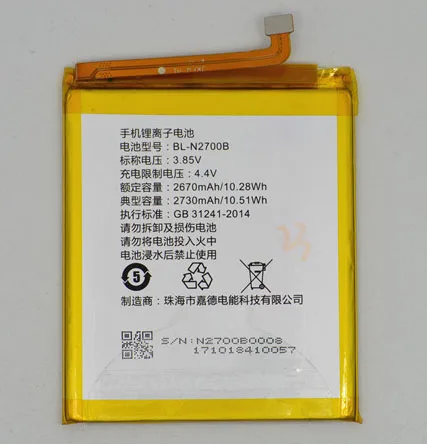 手机锂离子电池
电池型号：BL-N2700B
标称电压：3.85V
充电限制电压：4.4V
额定容量：2670mAh/10.28Wh
典型容量：2730mAh/10.51Wh
执行标准：GB 31241-2014
请勿拆卸及损伤电池
请勿将电池投入火中
电池浸水后禁止使用
5
制造商：珠海市嘉德电能科技有限公司
S/N:N2700B0008
171018410057